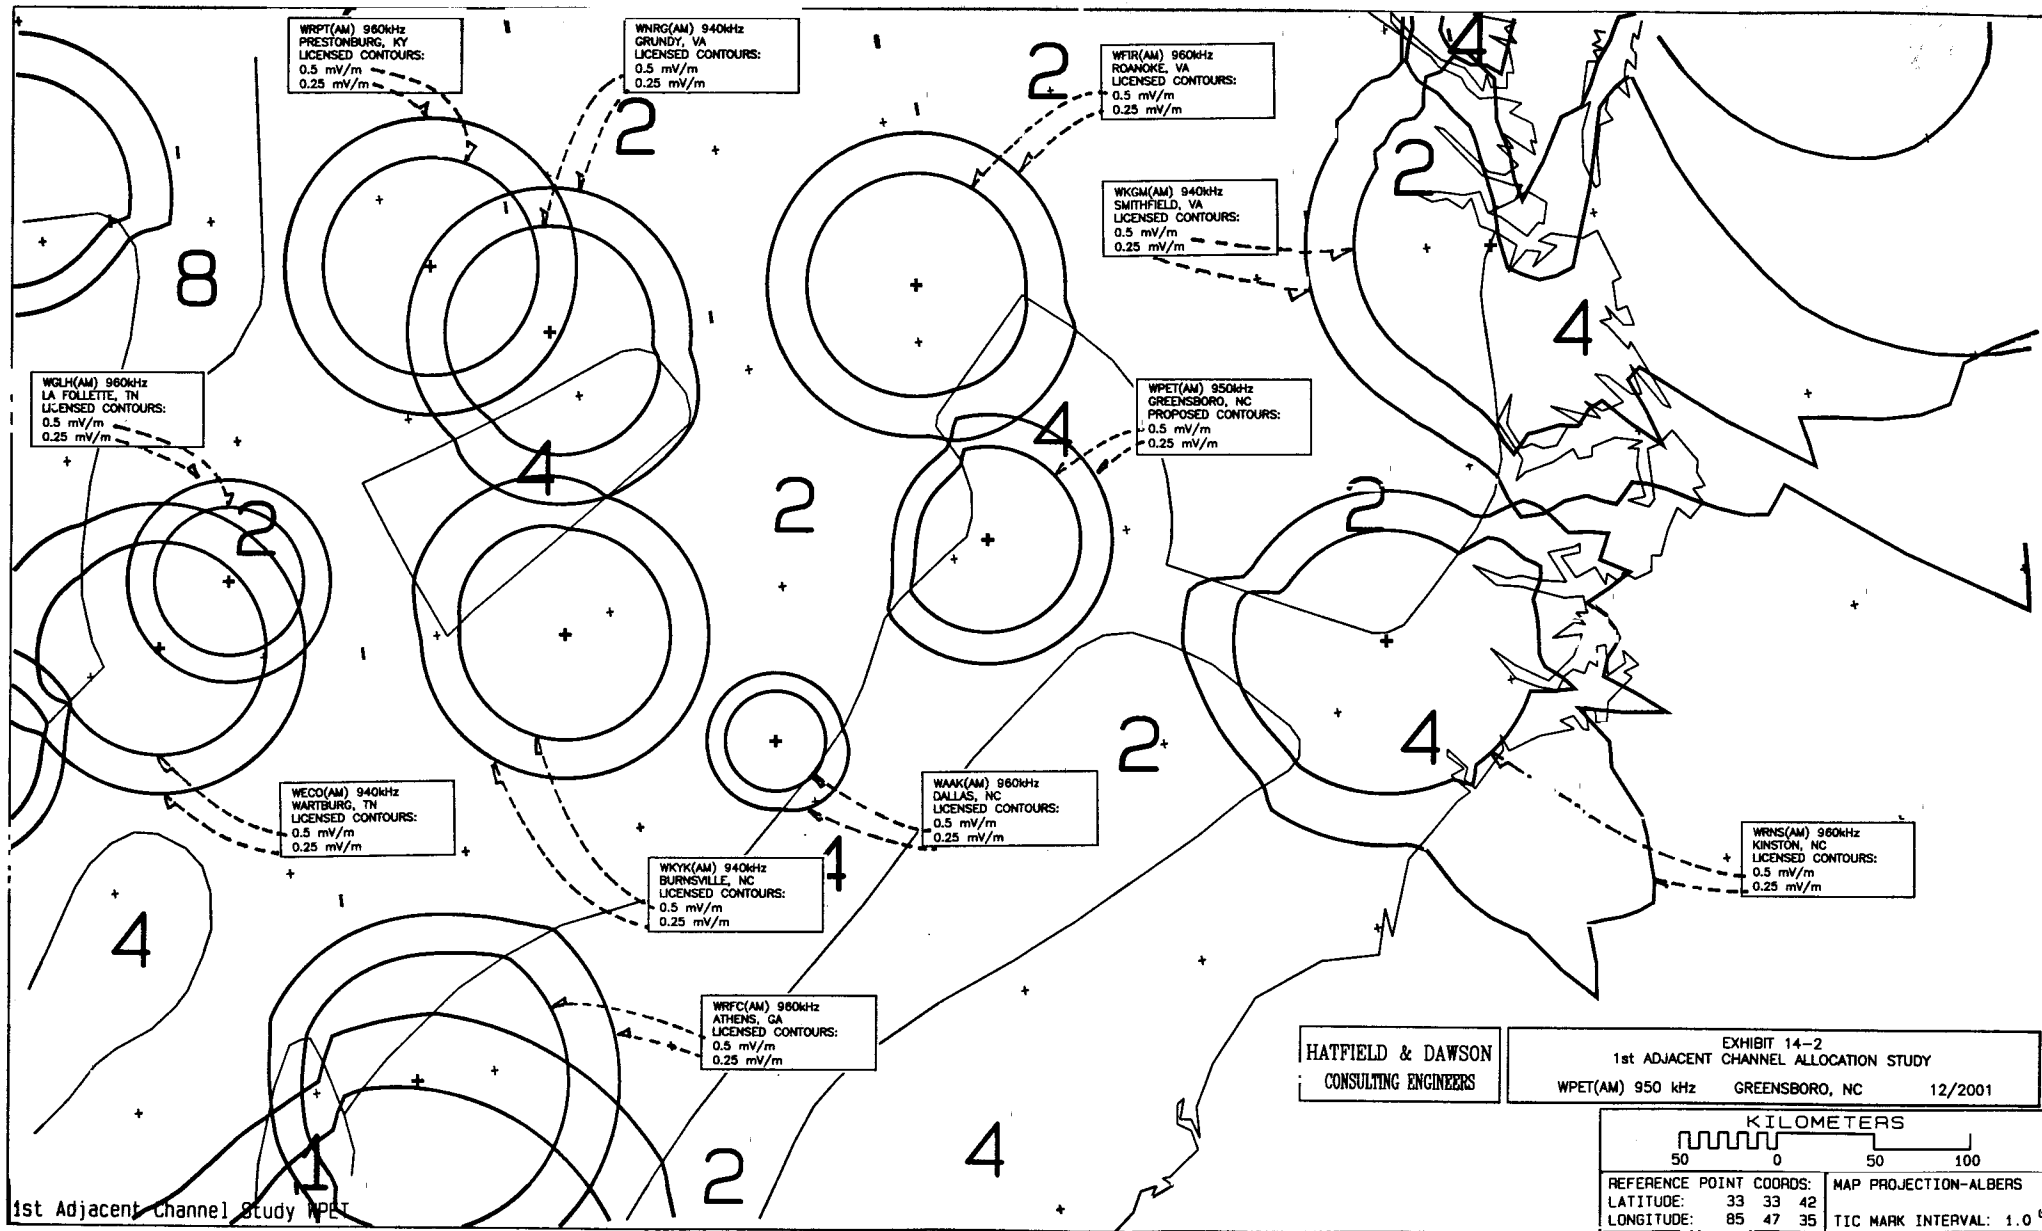 WRPT(AM) 960kHz
PRESTONBURG, KY
LICENSED CONTOURS:
0.5 mV/m
0.25 mV/m
WNRG(AM) 940kHz
GRUNDY, VA
LICENSED CONTOURS:
0.5 mV/m
0.25 mV/m
WFIR(AM) 960kHz
ROANOKE, VA
LICENSED CONTOURS:
0.5 mV/m
0.25 mV/m
4
2
2
2
WKGM(AM) 940kHz
SMITHFIELD, VA
LICENSED CONTOURS:
0.5 mV/m
0.25 mV/m
8
4
WGLH(AM) 960kHz
LA FOLLETTE, TN
LICENSED CONTOURS:
0.5 mV/m
0.25 mV/m
WPET(AM) 950kHz
GREENSBORO, NC
PROPOSED CONTOURS:
0.5 mV/m
0.25 mV/m
4
4
2
2
2
4
2
WECO(AM) 940kHz
WARTBURG, TN
LICENSED CONTOURS:
0.5 mV/m
0.25 mV/m
WAAK(AM) 960kHz
DALLAS, NC
LICENSED CONTOURS:
0.5 mV/m
0.25 mV/m
WKYK(AM) 940kHz
BURNSVILLE, NC
LICENSED CONTOURS:
0.5 mV/m
0.25 mV/m
4
WRNS(AM) 960kHz
KINSTON, NC
LICENSED CONTOURS:
0.5 mV/m
0.25 mV/m
4
WRFC(AM) 960kHz
ATHENS, GA
LICENSED CONTOURS:
0.5 mV/m
0.25 mV/m
1
2
4
1st Adjacent Channel Study WPET
HATFIELD & DAWSON
CONSULTING ENGINEERS
EXHIBIT 14-2
1st ADJACENT CHANNEL ALLOCATION STUDY
WPET(AM) 950 kHz GREENSBORO, NC 12/2001
KILOMETERS
50 0 50 100
REFERENCE POINT COORDS:
LATITUDE: 33 33 42
LONGITUDE: 85 47 35
MAP PROJECTION-ALBERS
TIC MARK INTERVAL: 1.0